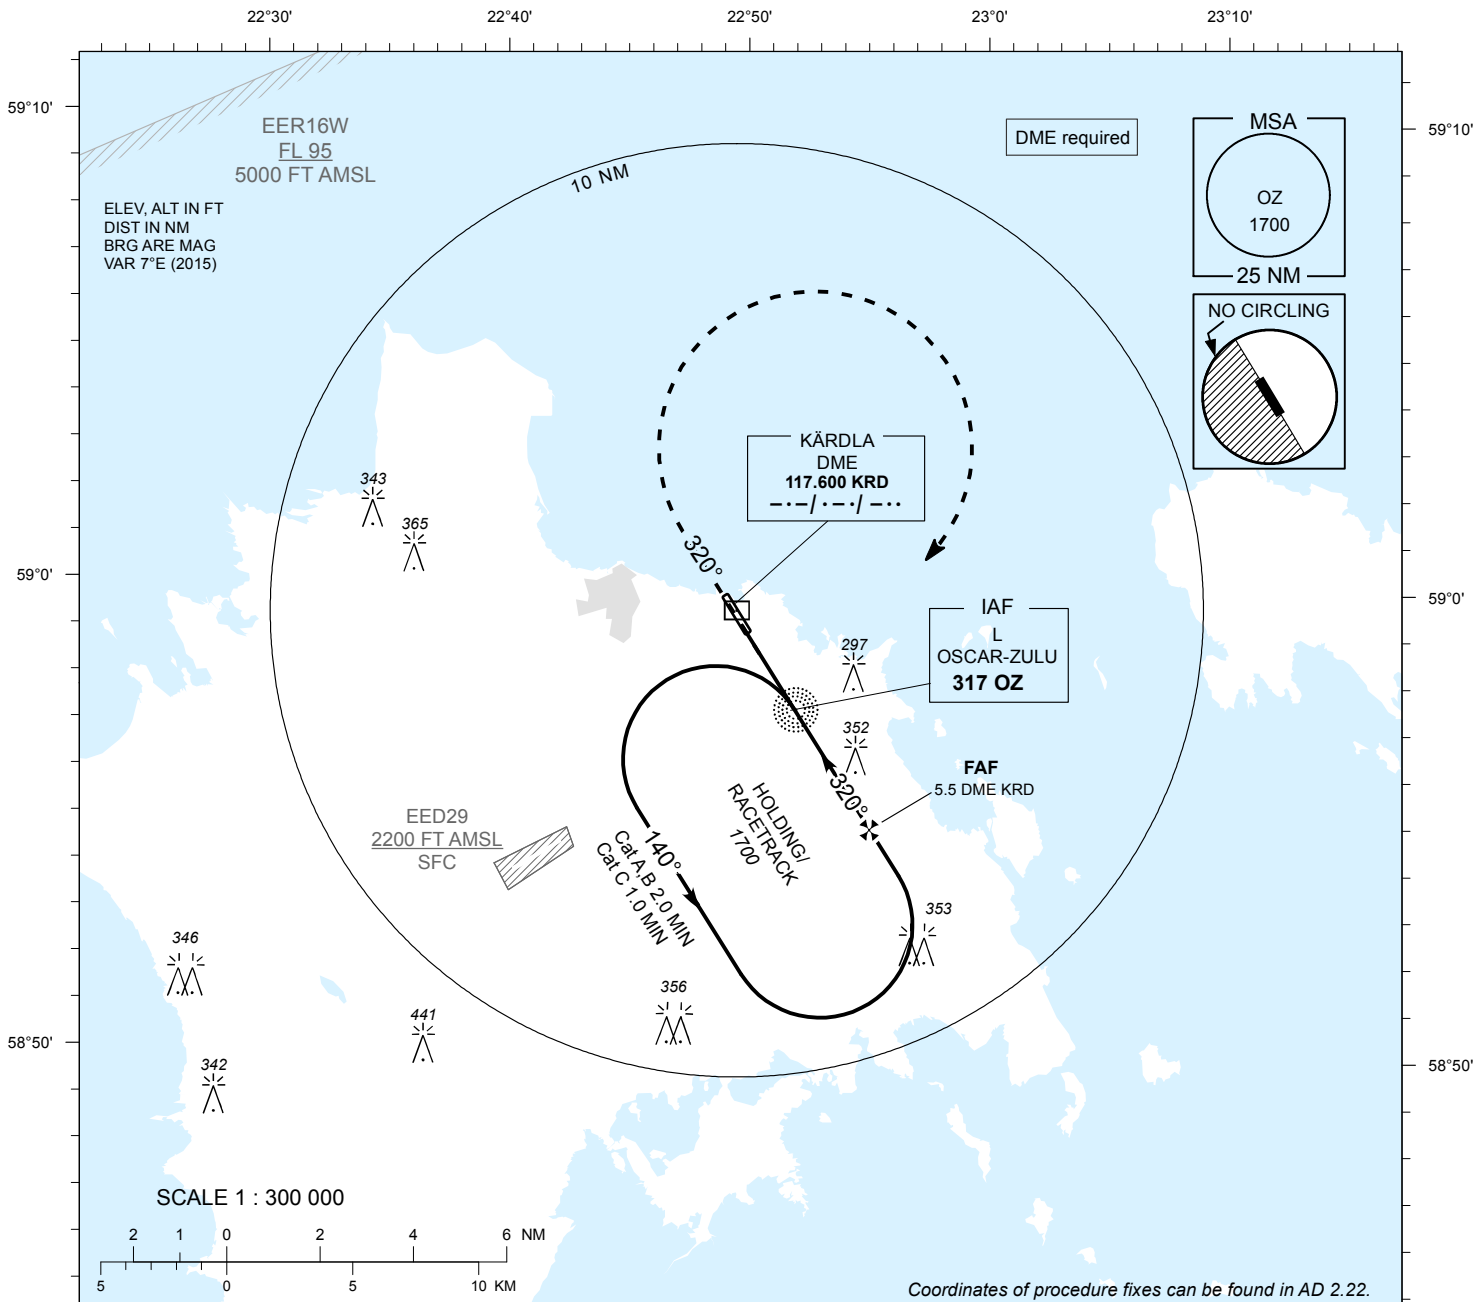 22°30'
22°40'
22°50'
23°0'
23°10'
59°10'
59°10'
EER16W
FL 95
5000 FT AMSL
ELEV, ALT IN FT
DIST IN NM
BRG ARE MAG
VAR 7°E (2015)
10 NM
DME required
MSA
OZ
1700
25 NM
NO CIRCLING
KÄRDLA
DME
117.600 KRD
343
365
320°
59°0'
59°0'
IAF
L
OSCAR-ZULU
317 OZ
297
352
FAF
5.5 DME KRD
320°
HOLDING/
RACETRACK
1700
EED29
2200 FT AMSL
SFC
140°
Cat A,B 2.0 MIN
Cat C 1.0 MIN
353
346
356
441
342
58°50'
58°50'
SCALE 1 : 300 000
2 1 0 2 4 6 NM
5 0 5 10 KM
Coordinates of procedure fixes can be found in AD 2.22.